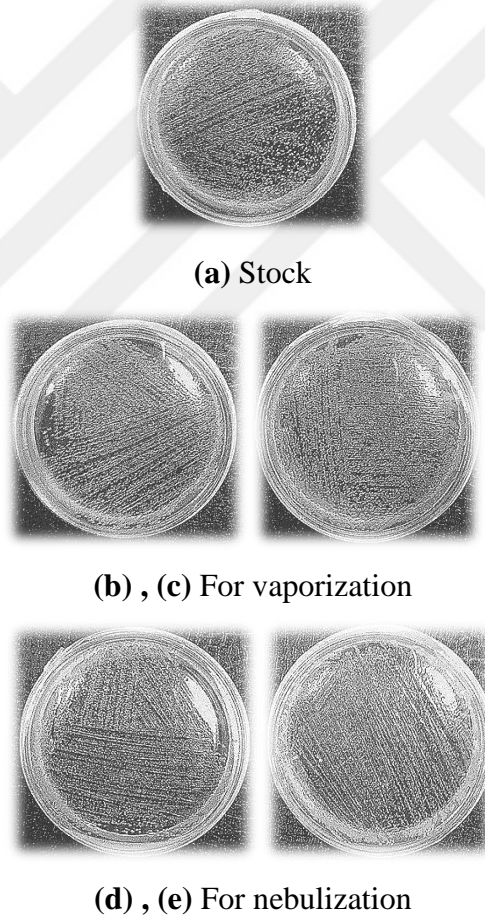 (a) Stock
(b) , (c) For vaporization
(d) , (e) For nebulization